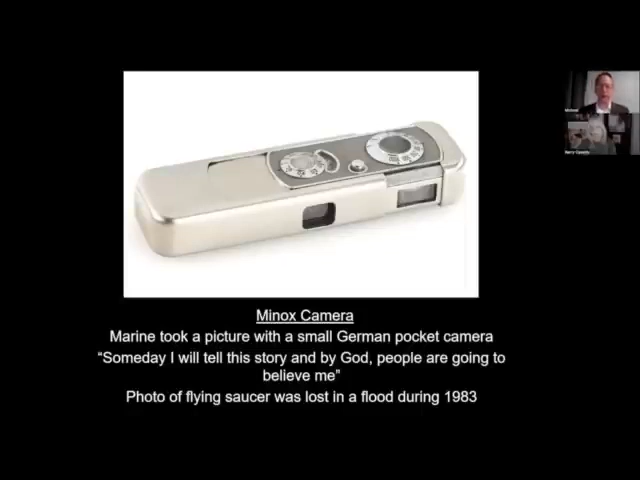 Minox Camera
Marine took a picture with a small German pocket camera
“Someday I will tell this story and by God, people are going to
believe me”
Photo of flying saucer was lost in a flood during 1983